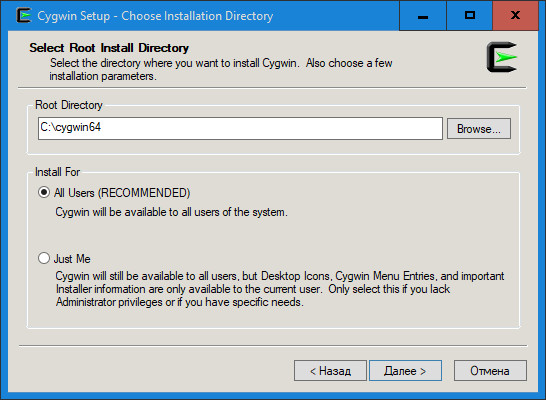 Cygwin Setup - Choose Installation Directory
Select Root Install Directory
Select the directory where you want to install Cygwin. Also choose a few
installation parameters.
Root Directory
C:\cygwin64
Browse...
Install For
All Users (RECOMMENDED)
Cygwin will be available to all users of the system.
Just Me
Cygwin will still be available to all users, but Desktop Icons, Cygwin Menu Entries, and important
Installer information are only available to the current user. Only select this if you lack
Administrator privileges or if you have specific needs.
< Назад
Далее >
Отмена